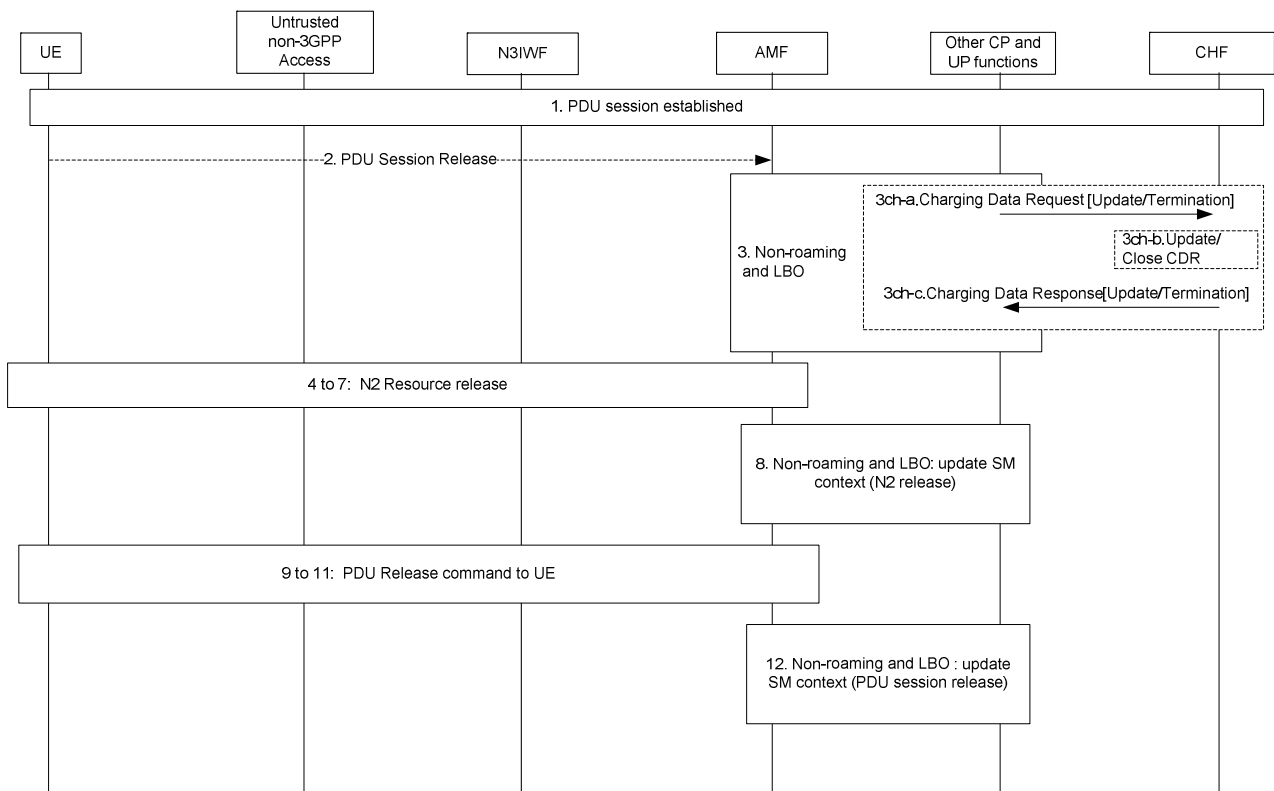 UE
Untrusted
non-3GPP
Access
N3IWF
AMF
Other CP and
UP functions
CHF
1. PDU session established
2. PDU Session Release
3ch-a.Charging Data Request [Update/Termination]
3ch-b.Update/
Close CDR
3. Non-roaming
and LBO
3ch-c.Charging Data Response[Update/Termination]
4 to 7: N2 Resource release
8. Non-roaming and LBO: update SM
context (N2 release)
9 to 11: PDU Release command to UE
12. Non-roaming and LBO : update
SM context (PDU session release)